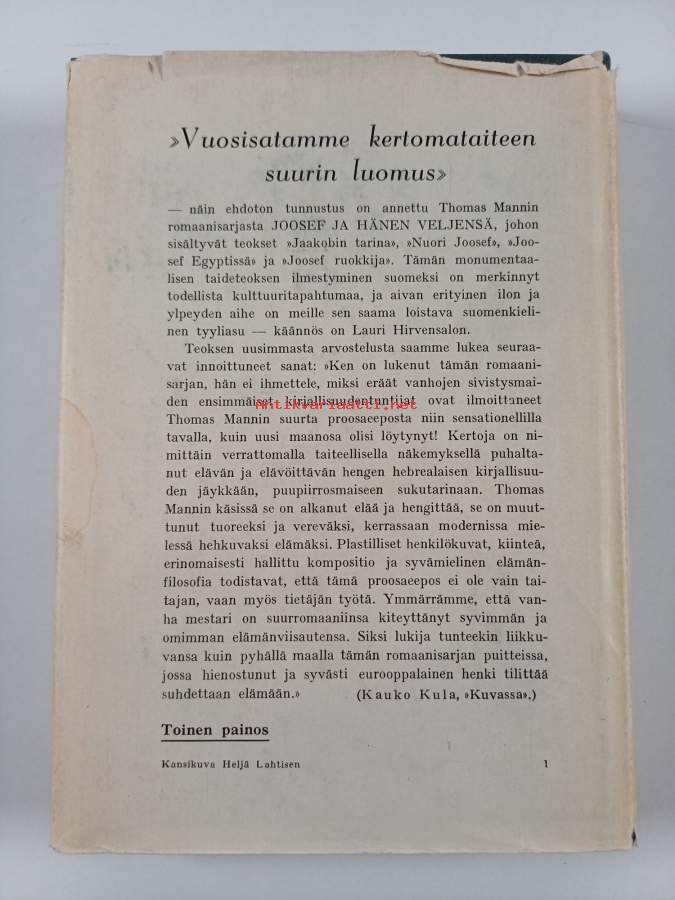 »Vuosisatamme kertomataiteen
suurin luomus»
— näin ehdoton tunnustus on annettu Thomas Mannin
romaanisarjasta JOOSEF JA HÄNEN VELJENSÄ, johon
sisältyvät teokset »Jaakobin tarina», »Nuori Joosef», »Joo-
sef Egyptissä» ja »Joosef ruokkija». Tämän monumentaa-
lisen taideteoksen ilmestyminen suomeksi on merkinnyt
todellista kulttuuritapahtumaa, ja aivan erityinen ilon ja
ylpeyden aihe on meille sen saama loistava suomenkieli-
nen tyyliasu — käännös on Lauri Hirvensalon.
Teoksen uusimmasta arvostelusta saamme lukea seuraa-
vat innoittuneet sanat: »Ken on lukenut tämän romaani-
sarjan, hän ei ihmettele, miksi eräät vanhojen sivistysmai-
den ensimmäiset kirjallisuudentuntijat ovat ilmoittaneet
Antikvariaatti.net
Thomas Mannin suurta proosaeeposta niin sensationellilla
tavalla, kuin uusi maanosa olisi löytynyt! Kertoja on ni-
mittäin verrattomalla taiteellisella näkemyksellä puhalta-
nut elävän ja elävöittävän hengen hebrealaisen kirjallisuu-
den jäykkään, puupiirrosmaiseen sukutarinaan. Thomas
Mannin käsissä se on alkanut elää ja hengittää, se on muut-
tunut tuoreeksi ja vereväksi, kerrassaan modernissa mie-
lessä hehkuvaksi elämäksi. Plastilliset henkilökuvat, kiinteä,
erinomaisesti hallittu kompositio ja syvämielinen elämän-
filosofia todistavat, että tämä proosaeepos ei ole vain tai-
tajan, vaan myös tietäjän työtä. Ymmärrämme, että van-
ha mestari on suurromaaniinsa kiteyttänyt syvimmän ja
omimman elämänviisautensa. Siksi lukija tunteekin liikku-
vansa kuin pyhällä maalla tämän romaanisarjan puitteissa,
jossa hienostunut ja syvästi eurooppalainen henki tilittää
suhdettaan elämään.» (Kauko Kula, »Kuvassa».)
Toinen painos
Kansikuva Heljä Lahtisen 1